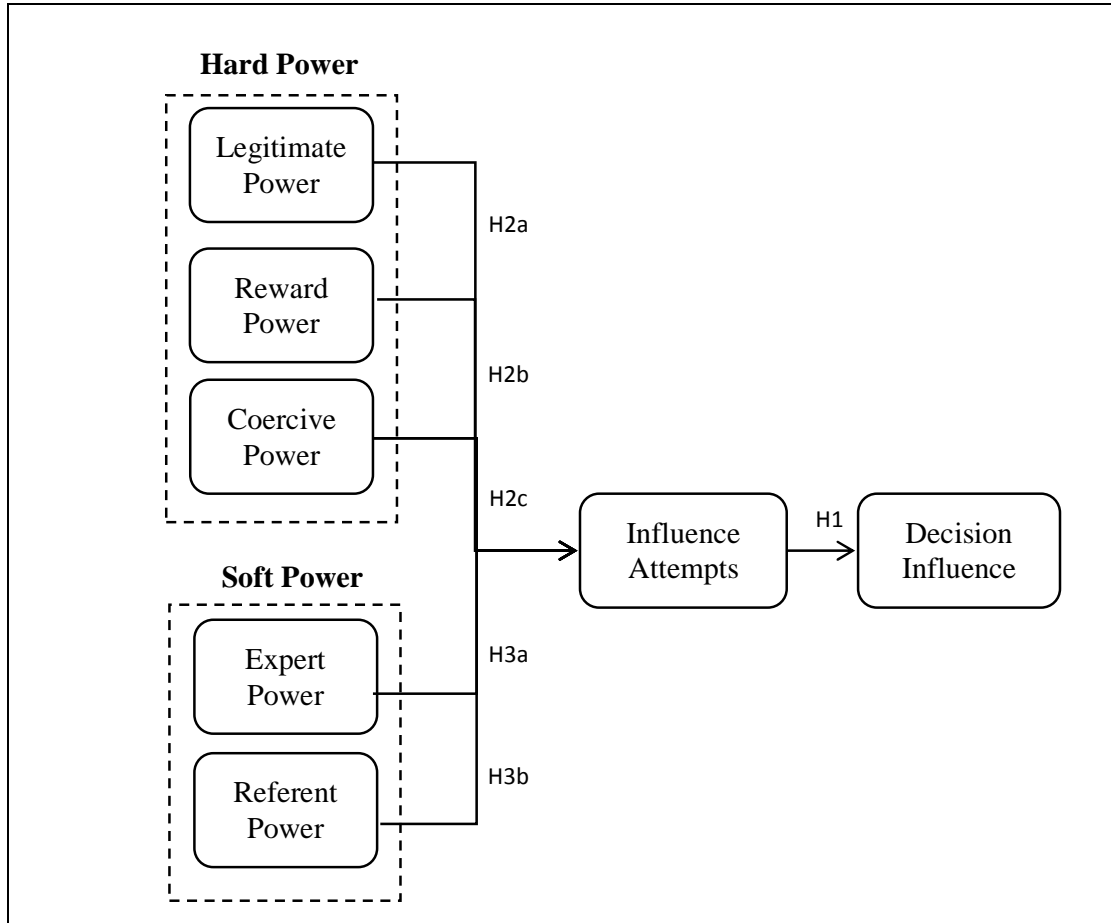 Hard Power
Legitimate
Power
H2a
Reward
Power
H2b
Coercive
Power
H2c
Influence
Attempts
H1
Decision
Influence
Soft Power
Expert
Power
H3a
Referent
Power
H3b